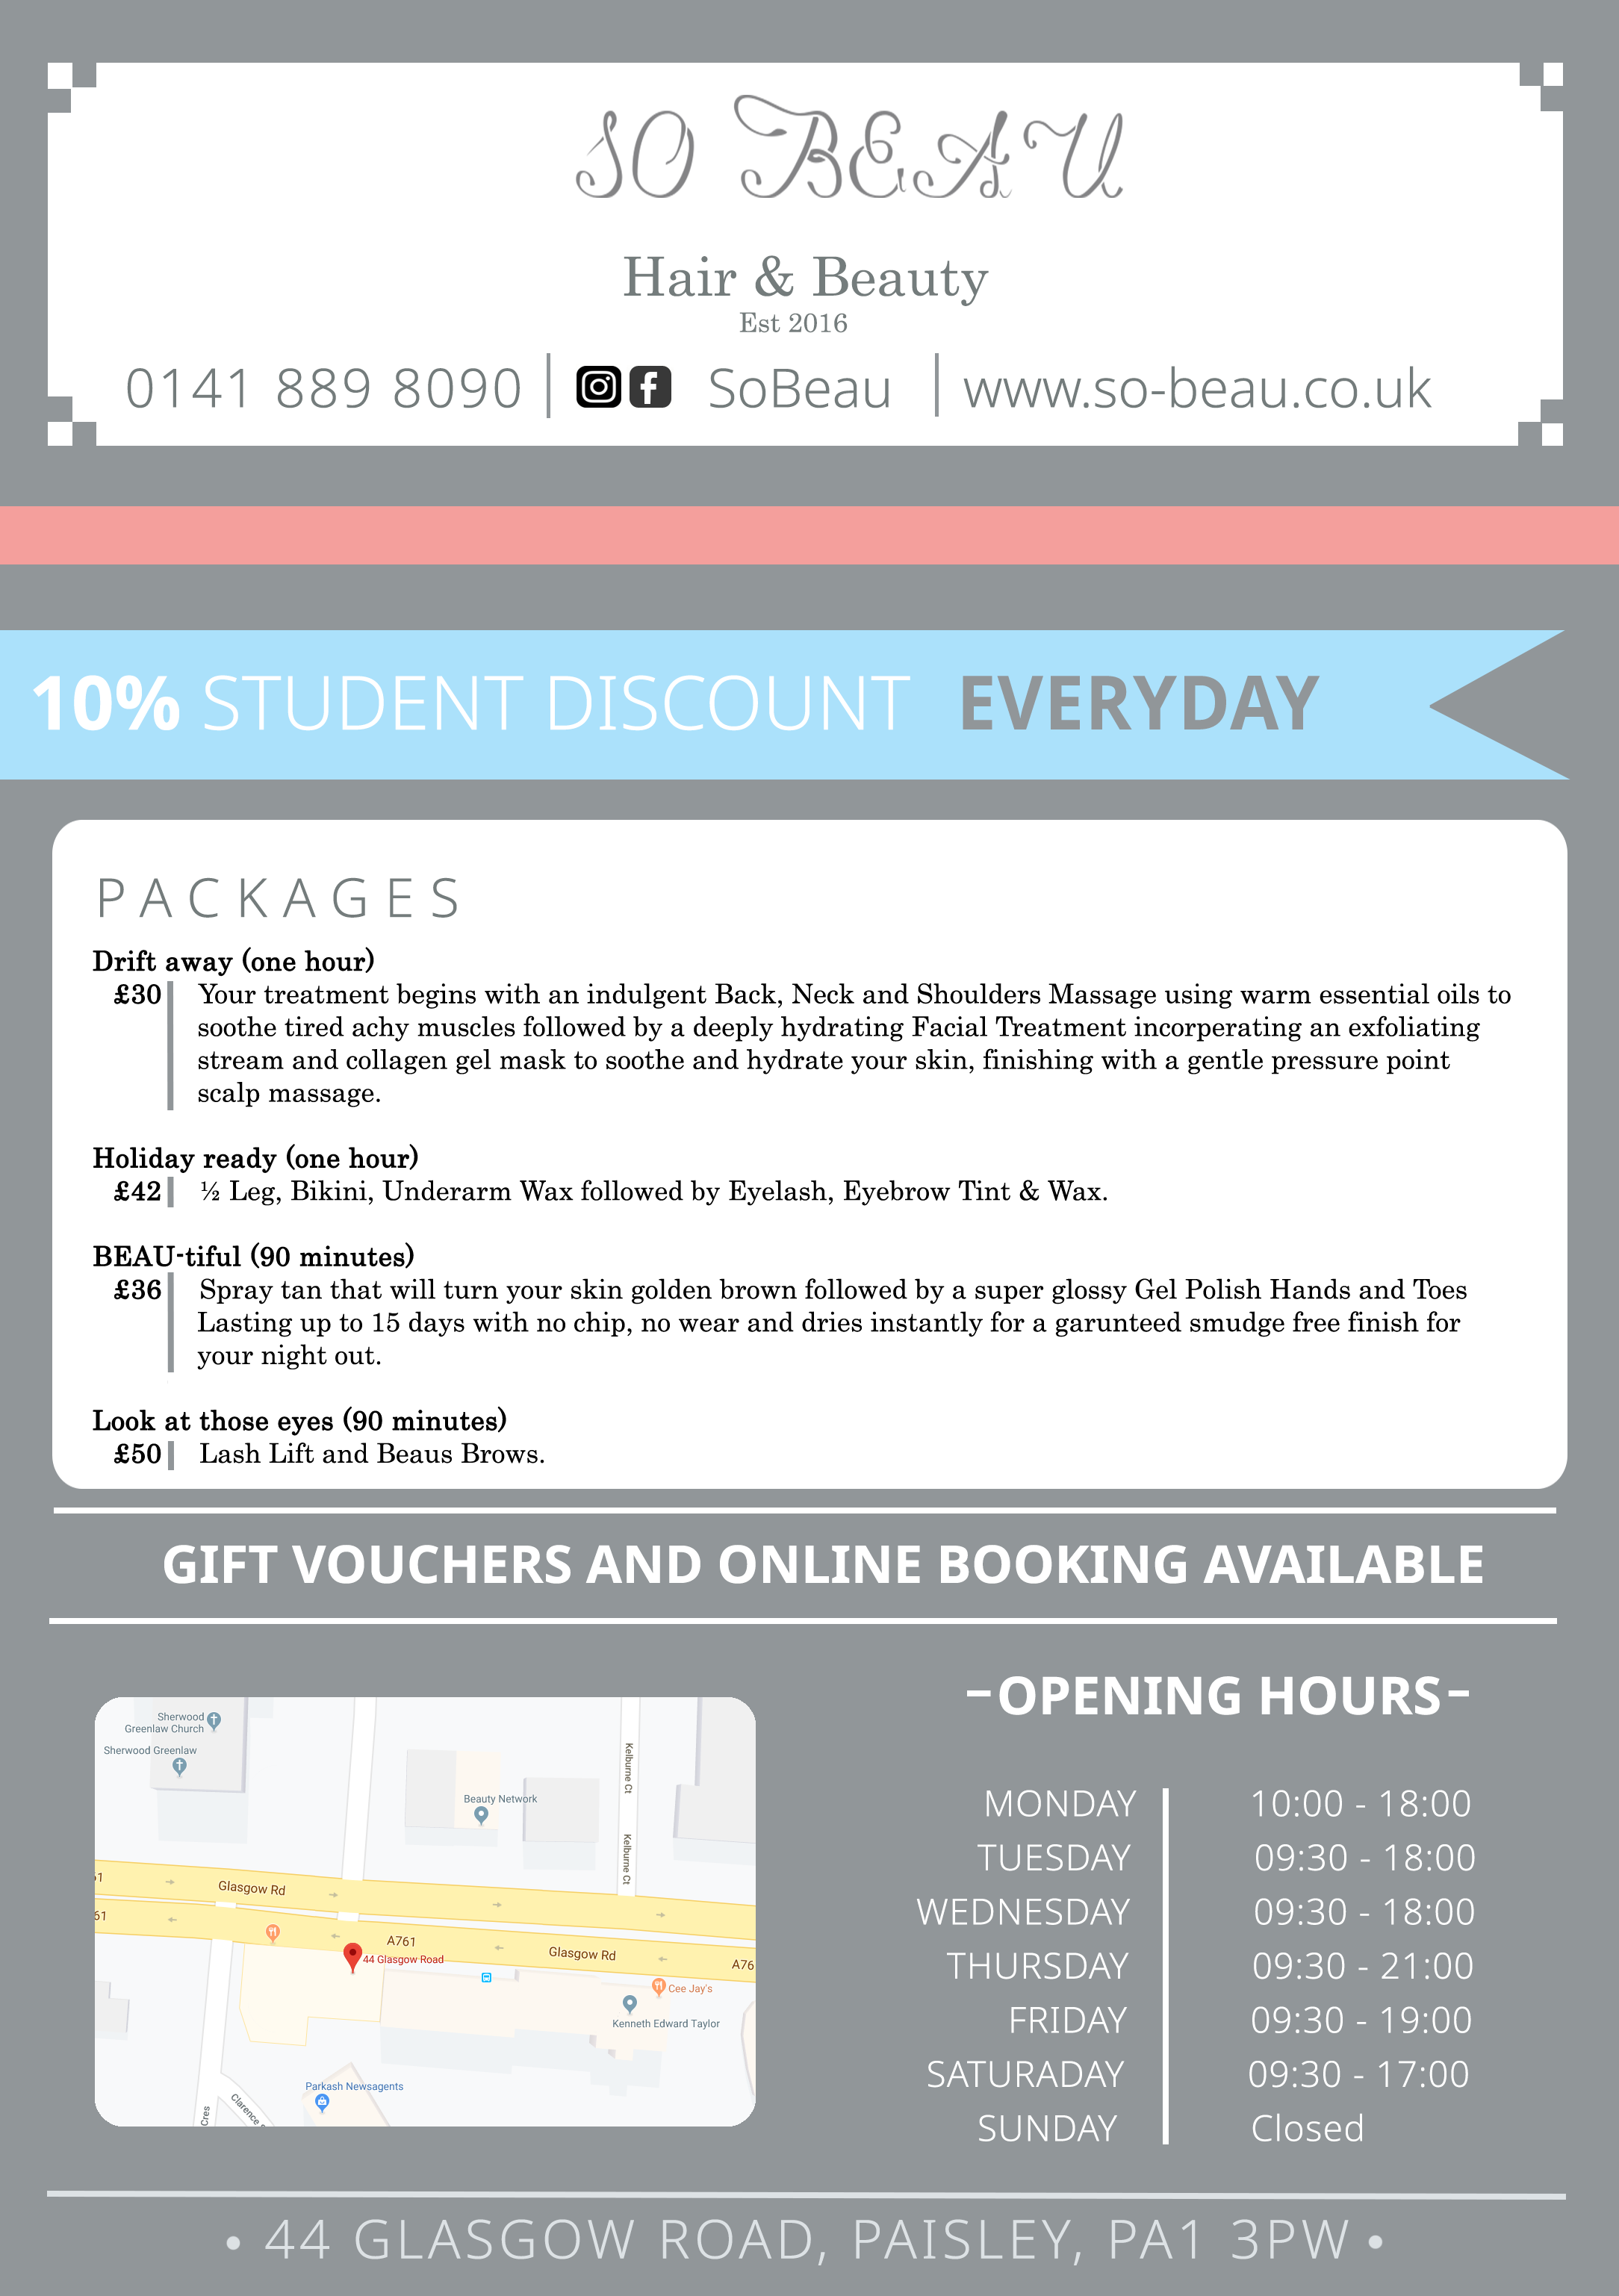 SO BEAU
Hair & Beauty
Est 2016
0141 889 8090 SoBeau www.so-beau.co.uk
10% STUDENT DISCOUNT EVERYDAY
PACKAGES
Drift away (one hour)
£30 Your treatment begins with an indulgent Back, Neck and Shoulders Massage using warm essential oils to
soothe tired achy muscles followed by a deeply hydrating Facial Treatment incorperating an exfoliating
stream and collagen gel mask to soothe and hydrate your skin, finishing with a gentle pressure point
scalp massage.
Holiday ready (one hour)
£42 ½ Leg, Bikini, Underarm Wax followed by Eyelash, Eyebrow Tint & Wax.
BEAU-tiful (90 minutes)
£36 Spray tan that will turn your skin golden brown followed by a super glossy Gel Polish Hands and Toes
Lasting up to 15 days with no chip, no wear and dries instantly for a garunteed smudge free finish for
your night out.
Look at those eyes (90 minutes)
£50 Lash Lift and Beaus Brows.
GIFT VOUCHERS AND ONLINE BOOKING AVAILABLE
Sherwood
Greenlaw Church
Sherwood Greenlaw
Beauty Network
Kelburne Ct
Kelburne Ct
61
Glasgow Rd
61
A761
Glasgow Rd
A76
44 Glasgow Road
Cee Jay's
Kenneth Edward Taylor
Parkash Newsagents
Cres
Clarence
-OPENING HOURS-
MONDAY 10:00 - 18:00
TUESDAY 09:30 - 18:00
WEDNESDAY 09:30 - 18:00
THURSDAY 09:30 - 21:00
FRIDAY 09:30 - 19:00
SATURADAY 09:30 - 17:00
SUNDAY Closed
• 44 GLASGOW ROAD, PAISLEY, PA1 3PW •